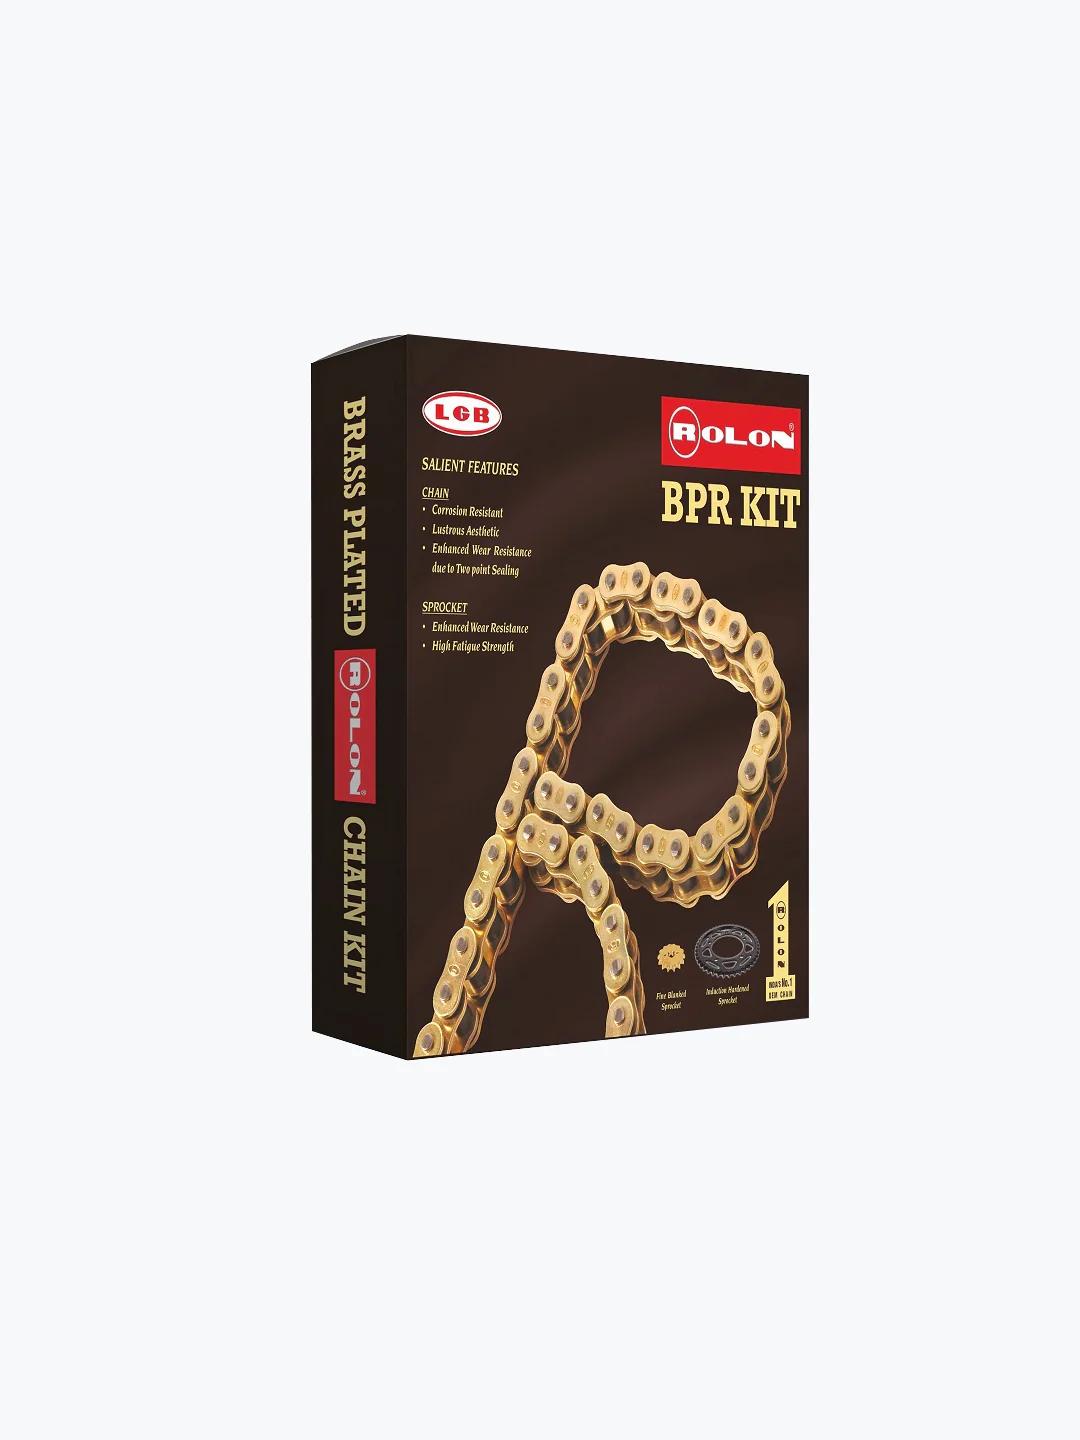 BRASS PLATED
ROLON®
CHAIN KIT
LGB
SALIENT FEATURES
CHAIN
• Corrosion Resistant
• Lustrous Aesthetic
• Enhanced Wear Resistance
due to Two point Sealing
SPROCKET
• Enhanced Wear Resistance
• High Fatigue Strength
ROLON®
BPR KIT
Fine Blanked
Sprocket
Induction Hardened
Sprocket
1
ROLON
INDIA'S No.1
OEM CHAIN